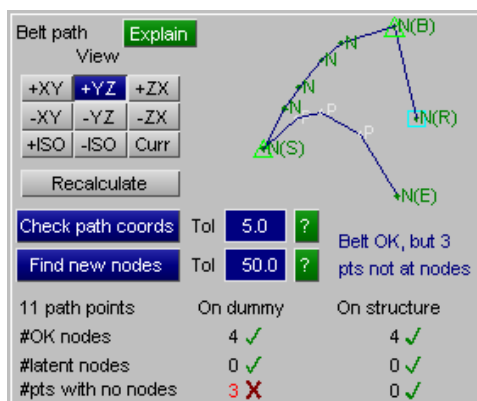 Belt path Explain
View
+XY +YZ +ZX
-XY -YZ -ZX
+ISO -ISO Curr
Recalculate
N(B)
N
N
N
N
P
P
P
N(R)
N(S)
N(E)
Check path coords Tol 5.0 ?
Find new nodes Tol 50.0 ?
Belt OK, but 3
pts not at nodes
11 path points On dummy On structure
#OK nodes 4 ✓ 4 ✓
#latent nodes 0 ✓ 0 ✓
#pts with no nodes 3 X 0 ✓